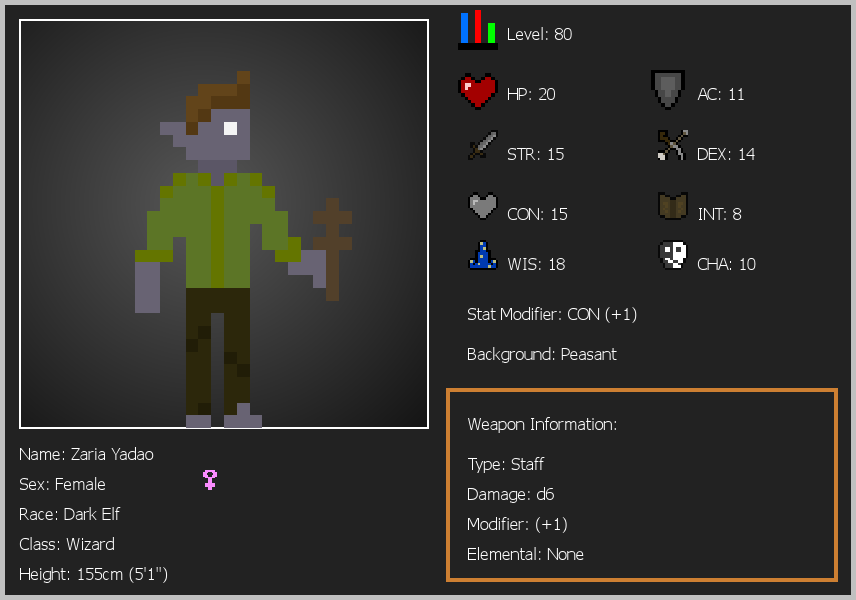 Level: 80
HP: 20
AC: 11
STR: 15
DEX: 14
CON: 15
INT: 8
WIS: 18
CHA: 10
Stat Modifier: CON (+1)
Background: Peasant
Weapon Information:
Type: Staff
Damage: d6
Modifier: (+1)
Elemental: None
Name: Zaria Yadao
Sex: Female
Race: Dark Elf
Class: Wizard
Height: 155cm (5'1")